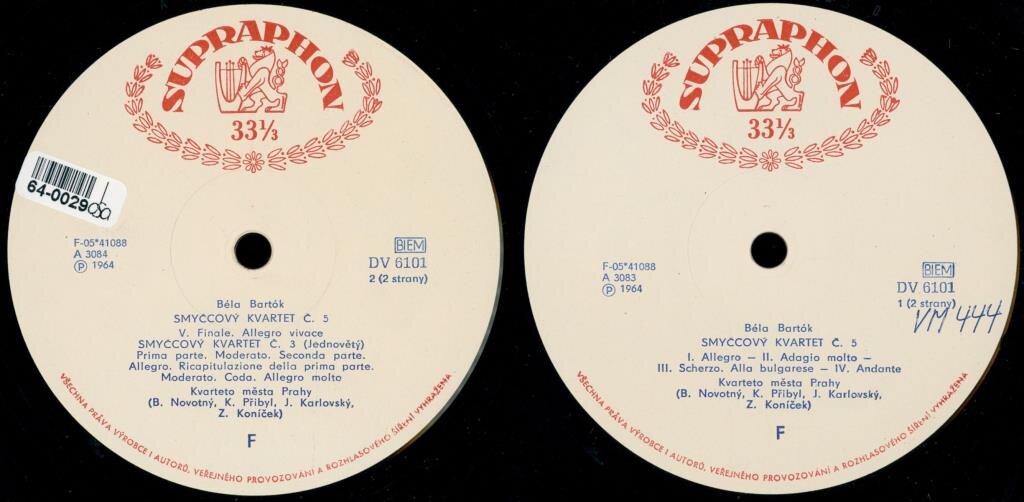 SUPRAPHON
33⅓
64-0029
F-05*41088
A 3084
Ⓟ 1964
BIEM
DV 6101
2 (2 strany)
Béla Bartók
SMYČCOVÝ KVARTET Č. 5
V. Finale. Allegro vivace
SMYČCOVÝ KVARTET Č. 3 (Jednovětý)
Prima parte. Moderato. Seconda parte.
Allegro. Ricapitulazione della prima parte.
Moderato. Coda. Allegro molto
Kvarteto města Prahy
(B. Novotný, K. Přibyl, J. Karlovský,
Z. Koníček)
F
VŠECHNA PRÁVA VÝROBCE I AUTORŮ, VEŘEJNÉHO PROVOZOVÁNÍ A ROZHLASOVÉHO ŠÍŘENÍ VYHRAŽENA
SUPRAPHON
33⅓
F-05*41088
A 3083
Ⓟ 1964
BIEM
DV 6101
1 (2 strany)
VM 444
Béla Bartók
SMYČCOVÝ KVARTET Č. 5
I. Allegro – II. Adagio molto –
III. Scherzo. Alla bulgarese – IV. Andante
Kvarteto města Prahy
(B. Novotný, K. Přibyl, J. Karlovský,
Z. Koníček)
F
VŠECHNA PRÁVA VÝROBCE I AUTORŮ, VEŘEJNÉHO PROVOZOVÁNÍ A ROZHLASOVÉHO ŠÍŘENÍ VYHRAŽENA